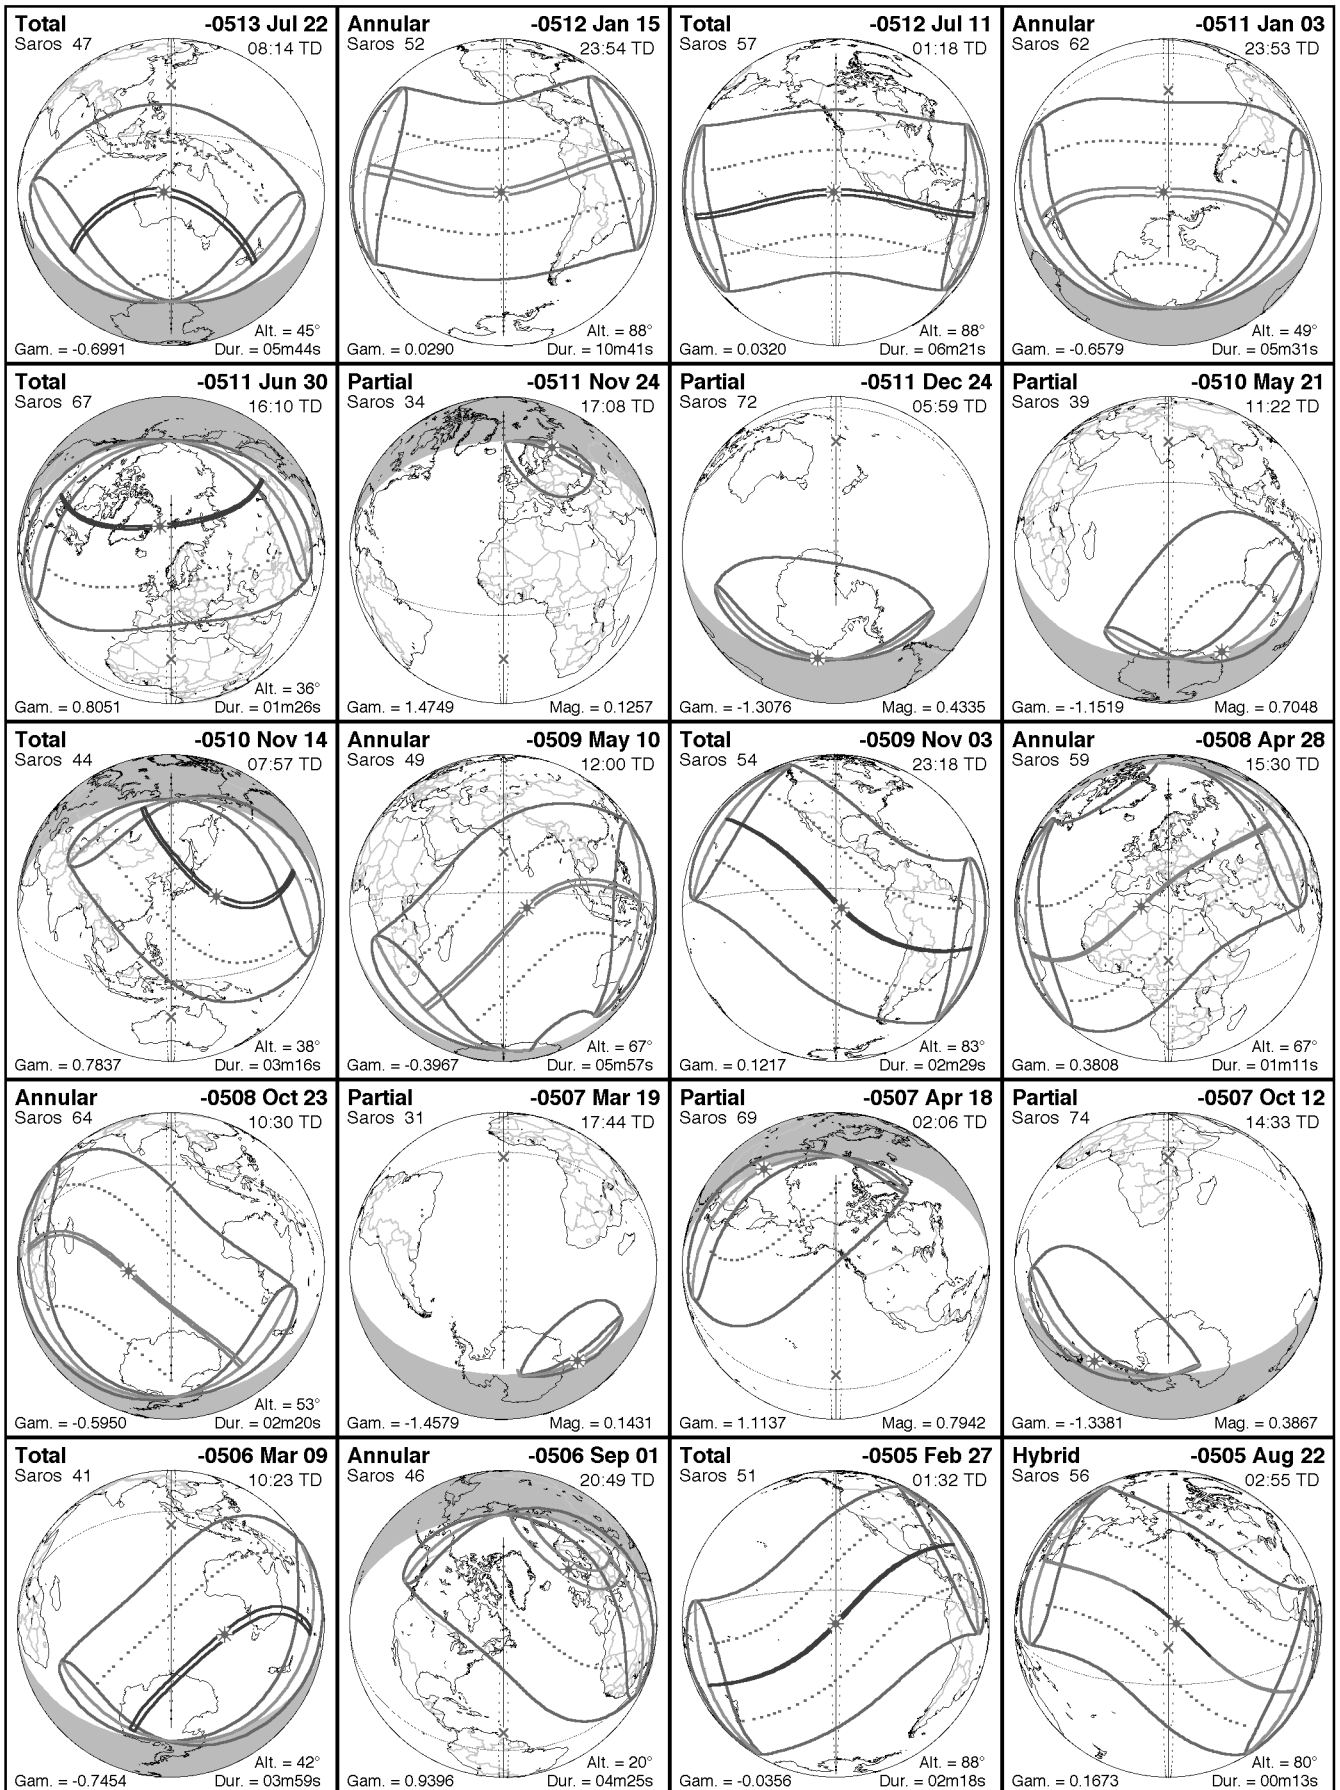 Total -0513 Jul 22
Saros 47 08:14 TD
Alt. = 45°
Gam. = -0.6991 Dur. = 05m44s
Annular -0512 Jan 15
Saros 52 23:54 TD
Alt. = 88°
Gam. = 0.0290 Dur. = 10m41s
Total -0512 Jul 11
Saros 57 01:18 TD
Alt. = 88°
Gam. = 0.0320 Dur. = 06m21s
Annular -0511 Jan 03
Saros 62 23:53 TD
Alt. = 49°
Gam. = -0.6579 Dur. = 05m31s
Total -0511 Jun 30
Saros 67 16:10 TD
Alt. = 36°
Gam. = 0.8051 Dur. = 01m26s
Partial -0511 Nov 24
Saros 34 17:08 TD
Gam. = 1.4749 Mag. = 0.1257
Partial -0511 Dec 24
Saros 72 05:59 TD
Gam. = -1.3076 Mag. = 0.4335
Partial -0510 May 21
Saros 39 11:22 TD
Gam. = -1.1519 Mag. = 0.7048
Total -0510 Nov 14
Saros 44 07:57 TD
Alt. = 38°
Gam. = 0.7837 Dur. = 03m16s
Annular -0509 May 10
Saros 49 12:00 TD
Alt. = 67°
Gam. = -0.3967 Dur. = 05m57s
Total -0509 Nov 03
Saros 54 23:18 TD
Alt. = 83°
Gam. = 0.1217 Dur. = 02m29s
Annular -0508 Apr 28
Saros 59 15:30 TD
Alt. = 67°
Gam. = 0.3808 Dur. = 01m11s
Annular -0508 Oct 23
Saros 64 10:30 TD
Alt. = 53°
Gam. = -0.5950 Dur. = 02m20s
Partial -0507 Mar 19
Saros 31 17:44 TD
Gam. = -1.4579 Mag. = 0.1431
Partial -0507 Apr 18
Saros 69 02:06 TD
Gam. = 1.1137 Mag. = 0.7942
Partial -0507 Oct 12
Saros 74 14:33 TD
Gam. = -1.3381 Mag. = 0.3867
Total -0506 Mar 09
Saros 41 10:23 TD
Alt. = 42°
Gam. = -0.7454 Dur. = 03m59s
Annular -0506 Sep 01
Saros 46 20:49 TD
Alt. = 20°
Gam. = 0.9396 Dur. = 04m25s
Total -0505 Feb 27
Saros 51 01:32 TD
Alt. = 88°
Gam. = -0.0356 Dur. = 02m18s
Hybrid -0505 Aug 22
Saros 56 02:55 TD
Alt. = 80°
Gam. = 0.1673 Dur. = 00m13s